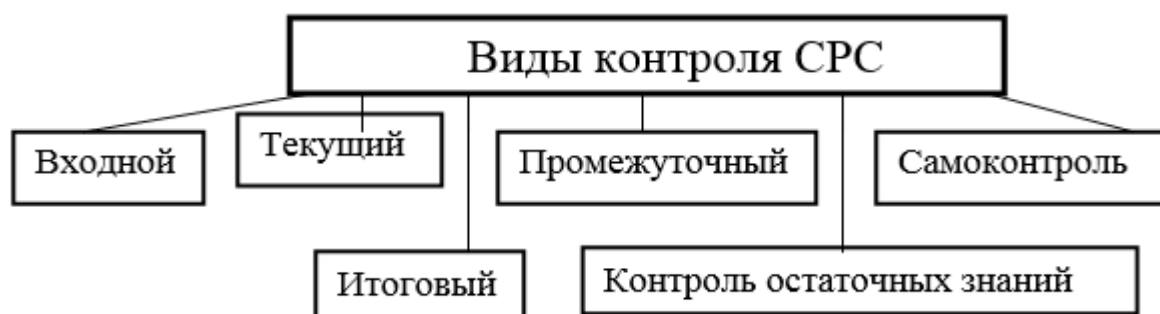 Виды контроля СРС
Входной
Текущий
Промежуточный
Самоконтроль
Итоговый
Контроль остаточных знаний